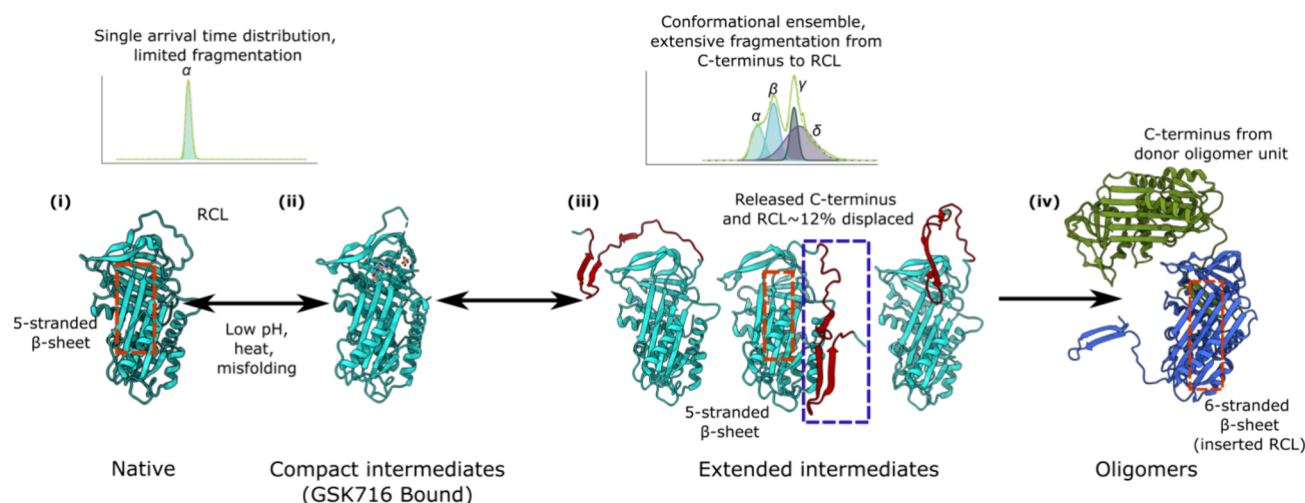 Single arrival time distribution,
limited fragmentation
α
Conformational ensemble,
extensive fragmentation from
C-terminus to RCL
α
β
γ
δ
C-terminus from
donor oligomer unit
(i)
RCL
(ii)
(iii)
Released C-terminus
and RCL~12% displaced
(iv)
5-stranded
β-sheet
Low pH,
heat,
misfolding
5-stranded
β-sheet
6-stranded
β-sheet
(inserted RCL)
Native
Compact intermediates
(GSK716 Bound)
Extended intermediates
Oligomers